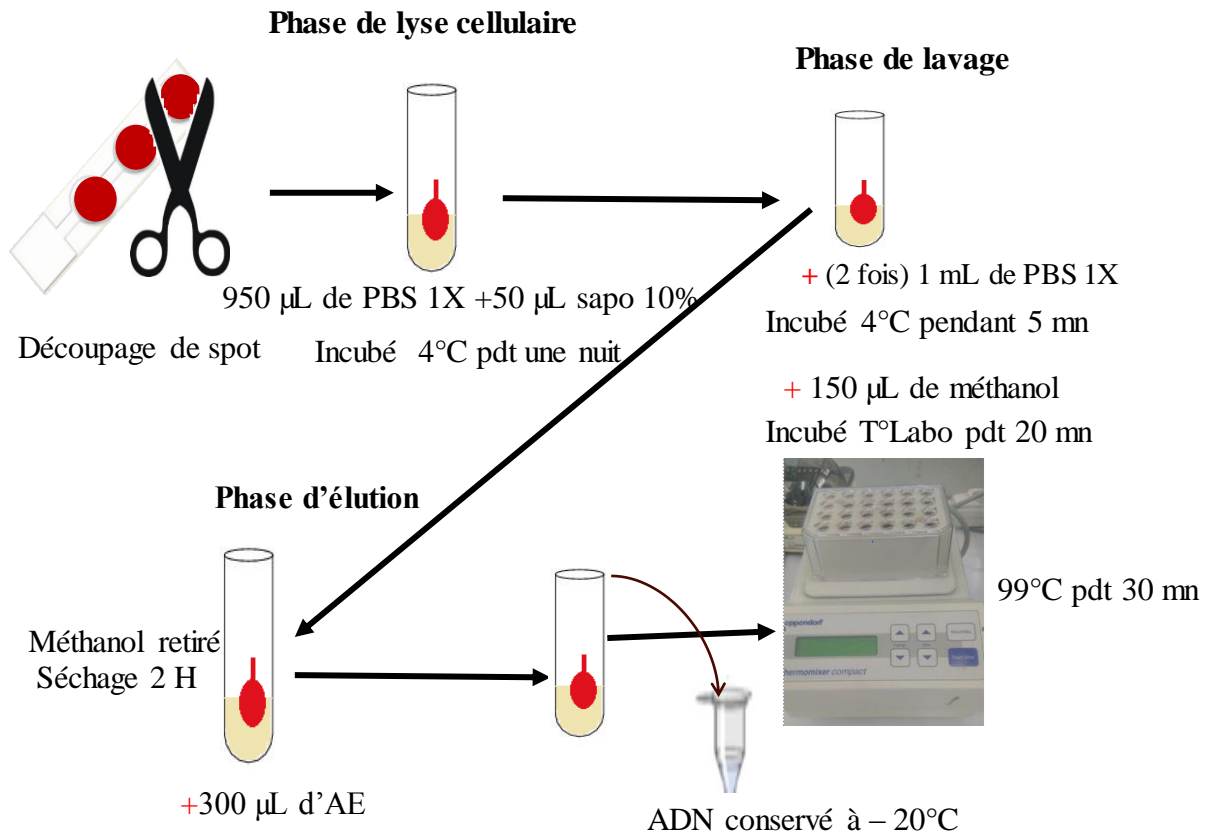 Phase de lyse cellulaire
Phase de lavage
950 µL de PBS 1X +50 µL sapo 10%
Découpage de spot
Incubé 4°C pdt une nuit
+ (2 fois) 1 mL de PBS 1X
Incubé 4°C pendant 5 mn
+ 150 µL de méthanol
Incubé T°Labo pdt 20 mn
Phase d’élution
Méthanol retiré
Séchage 2 H
+300 µL d’AE
eppendorf
thermomixer compact
99°C pdt 30 mn
ADN conservé à – 20°C